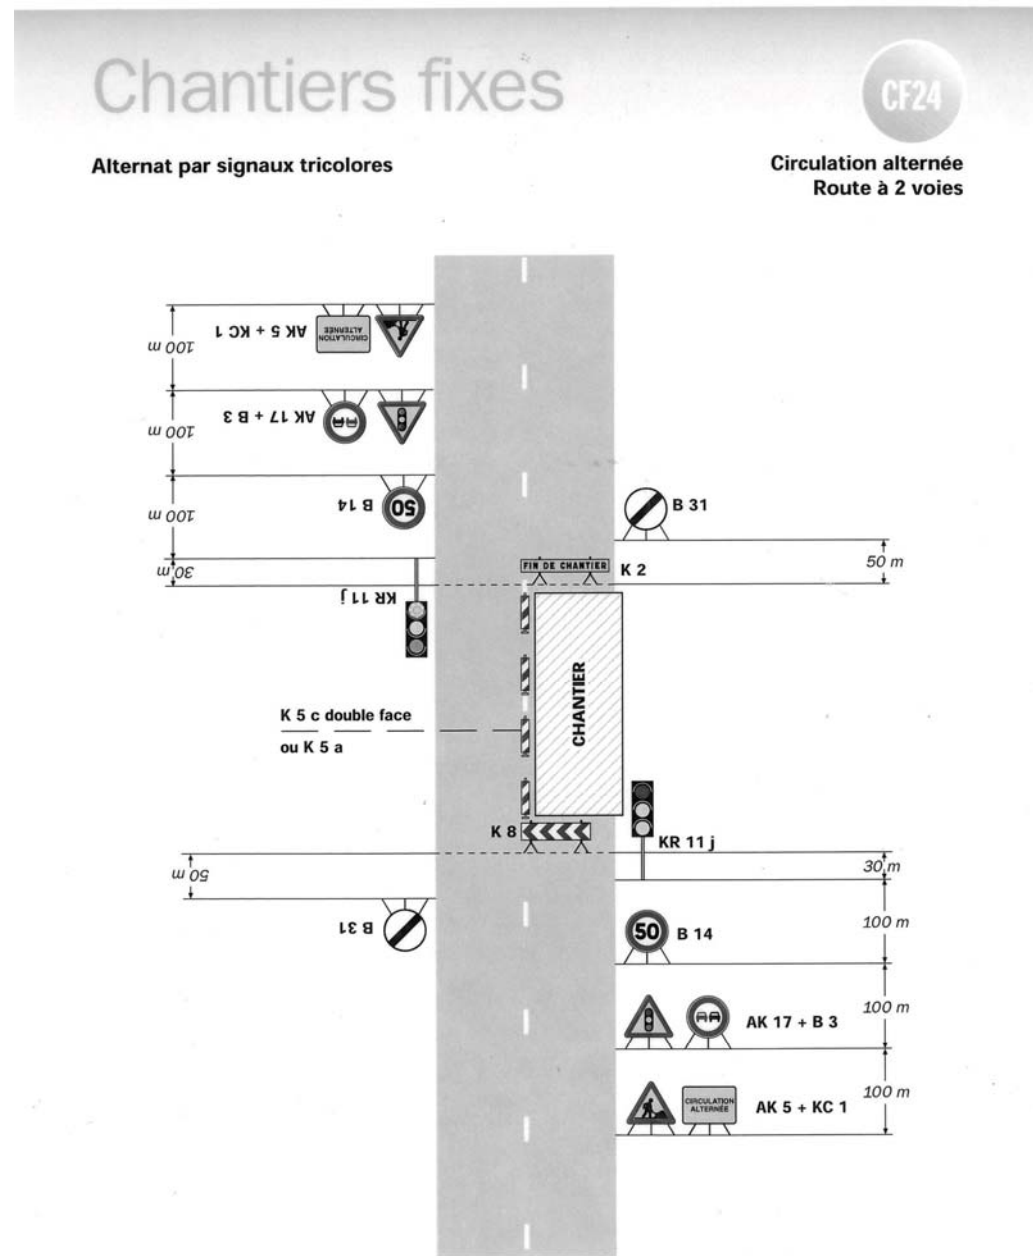 Chantiers fixes
CF24
Alternat par signaux tricolores
Circulation alternée
Route à 2 voies
100 m
AK 5 + KC 1
CIRCULATION
ALTERNÉE
100 m
AK 17 + B 3
100 m
B 14
50
B 31
30 m
KR 11 j
FIN DE CHANTIER
K 2
50 m
CHANTIER
K 5 c double face
ou K 5 a
K 8
KR 11 j
50 m
30 m
B 31
50
B 14
100 m
AK 17 + B 3
100 m
CIRCULATION
ALTERNÉE
AK 5 + KC 1
100 m